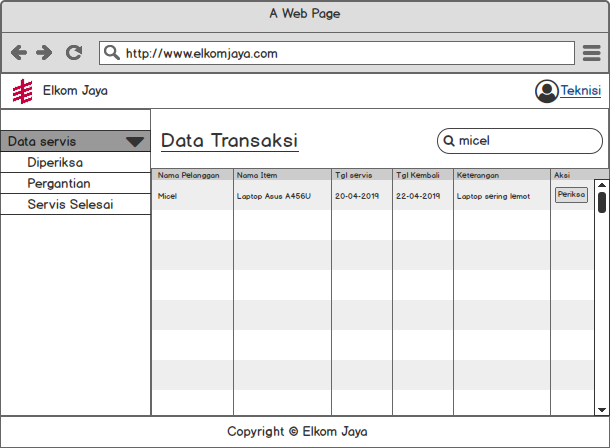 A Web Page
http://www.elkomjaya.com
Elkom Jaya
Teknisi
Data servis
Diperiksa
Pergantian
Servis Selesai
Data Transaksi
micel
Nama Pelanggan Nama Item Tgl servis Tgl Kembali Keterangan Aksi
Micel Laptop Asus A456U 20-04-2019 22-04-2019 Laptop sering lemot Periksa
Copyright © Elkom Jaya